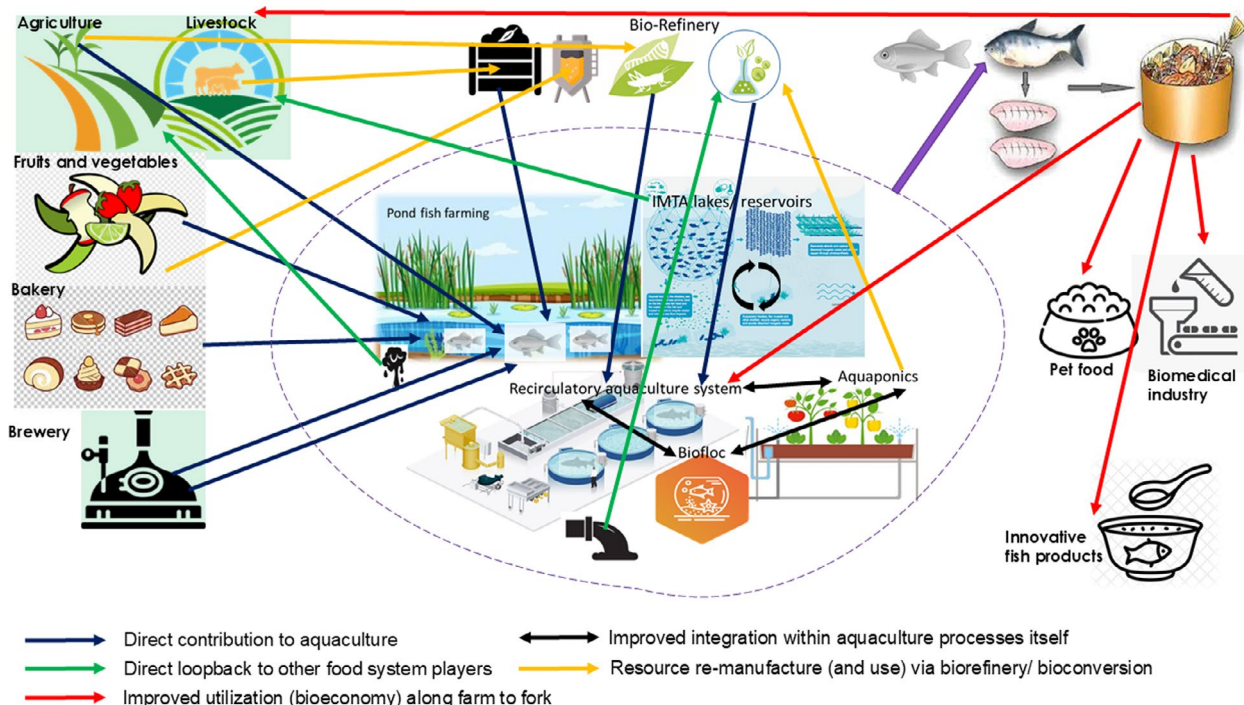 Agriculture
Livestock
Bio-Refinery
Fruits and vegetables
Pond fish farming
IMTA lakes/ reservoirs
Bakery
Pet food
Biomedical
industry
Recirculatory aquaculture system
Aquaponics
Brewery
Biofloc
Innovative
fish products
Direct contribution to aquaculture
Improved integration within aquaculture processes itself
Direct loopback to other food system players
Resource re-manufacture (and use) via biorefinery/ bioconversion
Improved utilization (bioeconomy) along farm to fork